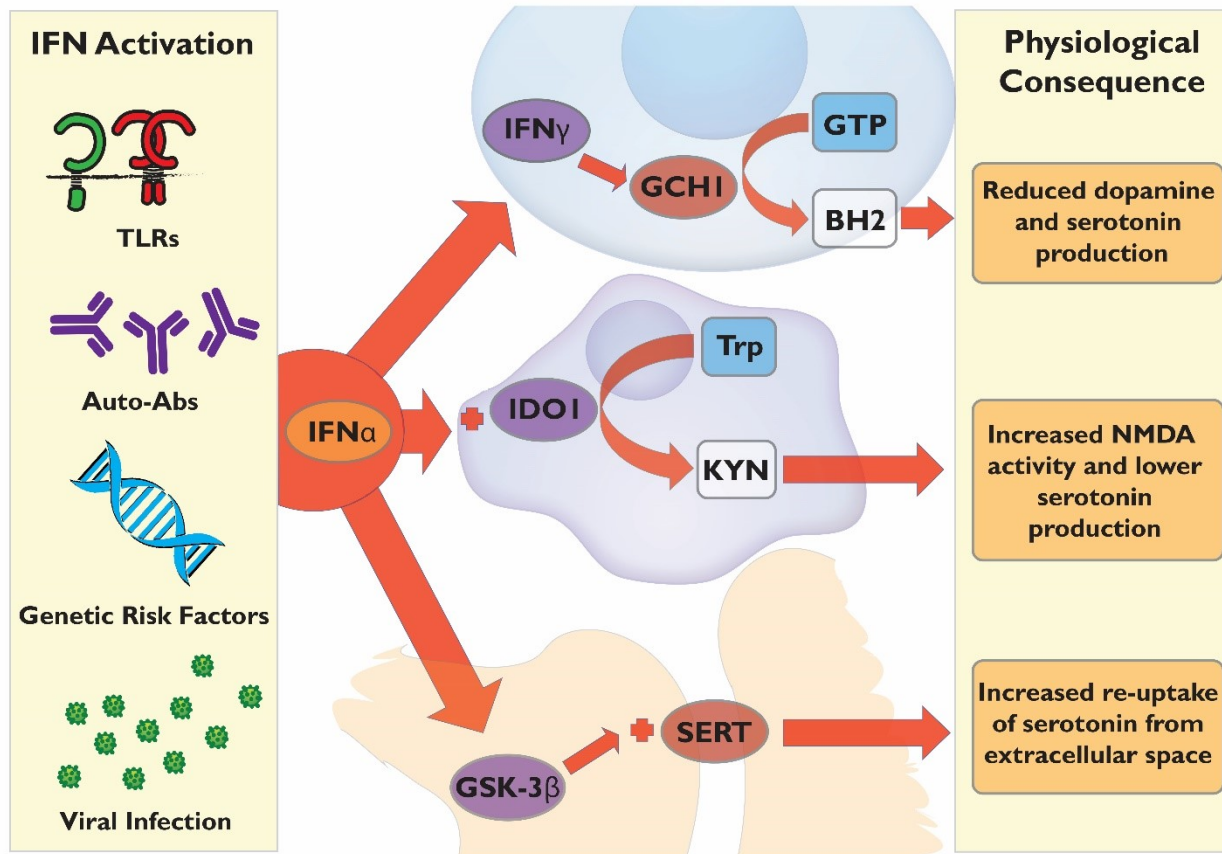 IFN Activation
TLRs
Auto-Abs
Genetic Risk Factors
Viral Infection
IFNα
IFNγ
GCH1
GTP
BH2
IDO1
Trp
KYN
GSK-3β
SERT
Physiological
Consequence
Reduced dopamine
and serotonin
production
Increased NMDA
activity and lower
serotonin
production
Increased re-uptake
of serotonin from
extracellular space